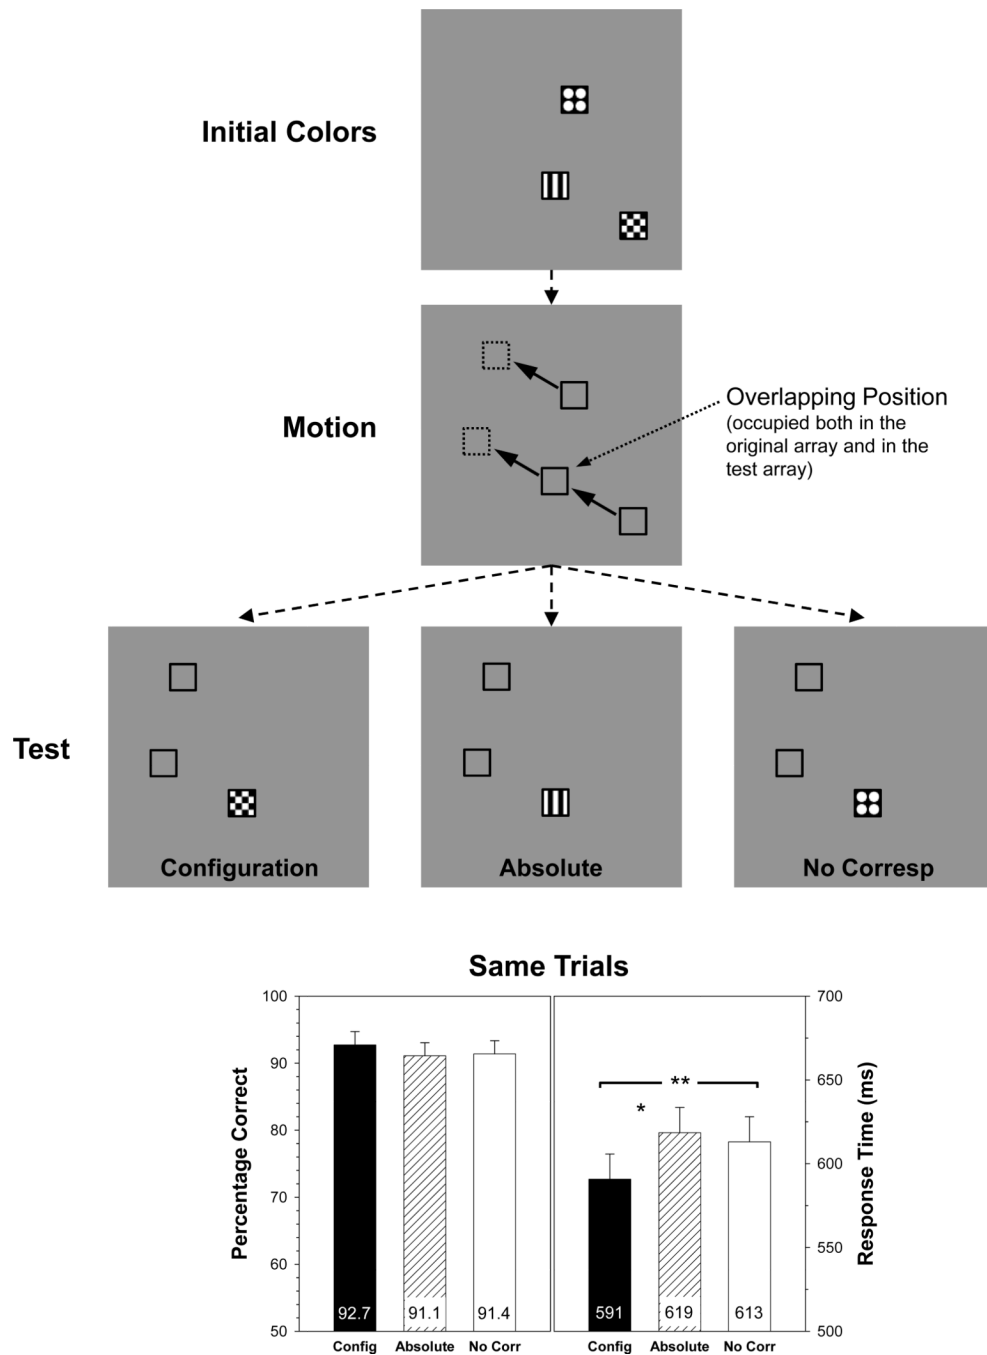 Initial Colors
Motion
Overlapping Position
(occupied both in the
original array and in the
test array)
Test
Configuration
Absolute
No Corresp
Same Trials
Percentage Correct
100
90
80
70
60
50
92.7
91.1
91.4
Config
Absolute
No Corr
**
*
591
619
613
Config
Absolute
No Corr
700
650
600
550
500
Response Time (ms)